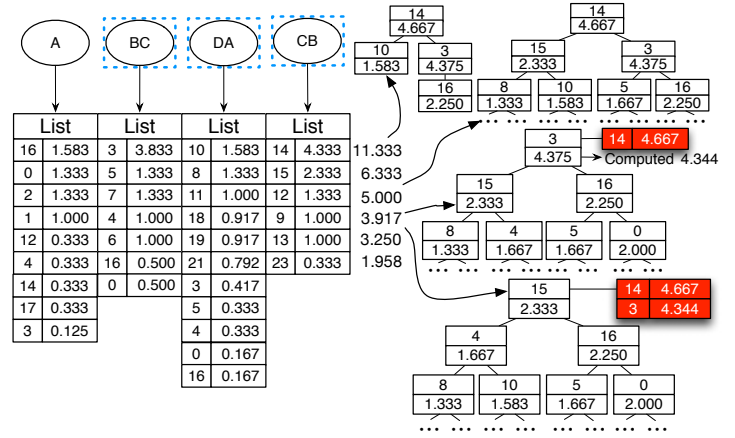 A
BC
DA
CB
List List List List
16 1.583 3 3.833 10 1.583 14 4.333 11.333
0 1.333 5 1.333 8 1.333 15 2.333 6.333
2 1.333 7 1.333 11 1.000 12 1.333 5.000
1 1.000 4 1.000 18 0.917 9 1.000 3.917
12 0.333 6 1.000 19 0.917 13 1.000 3.250
4 0.333 16 0.500 21 0.792 23 0.333 1.958
14 0.333 0 0.500 3 0.417
17 0.333 5 0.333
3 0.125 4 0.333
0 0.167
16 0.167
14
4.667
10 3
1.583 4.375
16
2.250
14
4.667
15 3
2.333 4.375
8 10 5 16
1.333 1.583 1.667 2.250
... ... ... ... ... ... ... ...
3 14 4.667
4.375 Computed 4.344
15 16
2.333 2.250
8 4 5 0
1.333 1.667 1.667 2.000
... ... ... ... ... ... ... ...
15 14 4.667
2.333 3 4.344
4 16
1.667 2.250
8 10 5 0
1.333 1.583 1.667 2.000
... ... ... ... ... ... ... ...